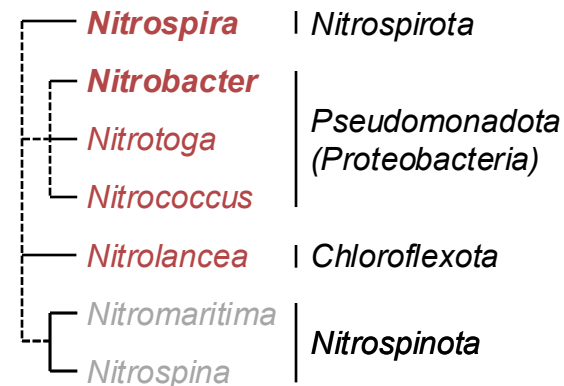 Nitrospira
Nitrospirota
Nitrobacter
Nitrotoga
Nitrococcus
Pseudomonadota
(Proteobacteria)
Nitrolancea
Chloroflexota
Nitromaritima
Nitrospina
Nitrospinota